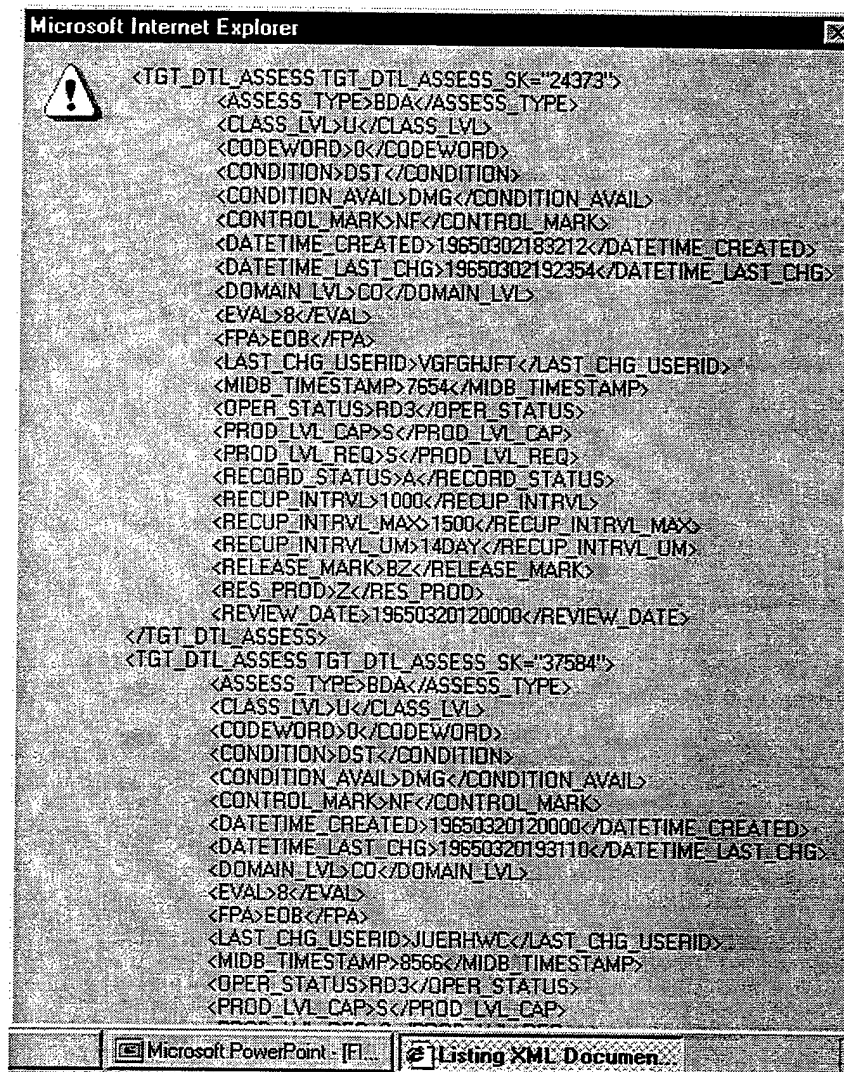 Microsoft Internet Explorer
<TGT_DTL_ASSESS TGT_DTL_ASSESS_SK="24373">
<ASSESS_TYPE>BDA</ASSESS_TYPE>
<CLASS_LVL>U</CLASS_LVL>
<CODEWORD>0</CODEWORD>
<CONDITION>DST</CONDITION>
<CONDITION_AVAIL>DMG</CONDITION_AVAIL>
<CONTROL_MARK>NF</CONTROL_MARK>
<DATETIME_CREATED>19650302183212</DATETIME_CREATED>
<DATETIME_LAST_CHG>19650302192354</DATETIME_LAST_CHG>
<DOMAIN_LVL>CO</DOMAIN_LVL>
<EVAL>8</EVAL>
<FPA>EOB</FPA>
<LAST_CHG_USERID>VGFGHJFT</LAST_CHG_USERID>
<MIDB_TIMESTAMP>7654</MIDB_TIMESTAMP>
<OPER_STATUS>RD3</OPER_STATUS>
<PROD_LVL_CAP>S</PROD_LVL_CAP>
<PROD_LVL_REQ>S</PROD_LVL_REQ>
<RECORD_STATUS>A</RECORD_STATUS>
<RECUP_INTRVL>1000</RECUP_INTRVL>
<RECUP_INTRVL_MAX>1500</RECUP_INTRVL_MAX>
<RECUP_INTRVL_UM>14DAY</RECUP_INTRVL_UM>
<RELEASE_MARK>BZ</RELEASE_MARK>
<RES_PROD>Z</RES_PROD>
<REVIEW_DATE>19650320120000</REVIEW_DATE>
</TGT_DTL_ASSESS>
<TGT_DTL_ASSESS TGT_DTL_ASSESS_SK="37584">
<ASSESS_TYPE>BDA</ASSESS_TYPE>
<CLASS_LVL>U</CLASS_LVL>
<CODEWORD>0</CODEWORD>
<CONDITION>DST</CONDITION>
<CONDITION_AVAIL>DMG</CONDITION_AVAIL>
<CONTROL_MARK>NF</CONTROL_MARK>
<DATETIME_CREATED>19650320120000</DATETIME_CREATED>
<DATETIME_LAST_CHG>19650320193110</DATETIME_LAST_CHG>
<DOMAIN_LVL>CO</DOMAIN_LVL>
<EVAL>8</EVAL>
<FPA>EOB</FPA>
<LAST_CHG_USERID>JUERHWC</LAST_CHG_USERID>
<MIDB_TIMESTAMP>8566</MIDB_TIMESTAMP>
<OPER_STATUS>RD3</OPER_STATUS>
<PROD_LVL_CAP>S</PROD_LVL_CAP>
Microsoft PowerPoint - [Fl...
Listing XML Documen...